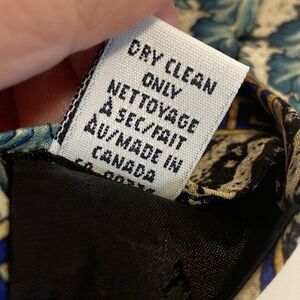 DRY CLEAN
ONLY
NETTOYAGE
À SEC/FAIT
AU/MADE IN
CANADA